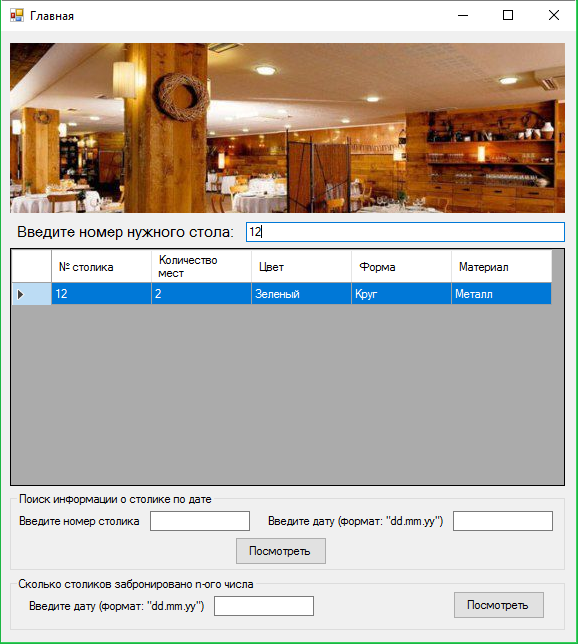 Главная
Введите номер нужного стола: 12
№ столика Количество мест Цвет Форма Материал
12 2 Зеленый Круг Металл
Поиск информации о столике по дате
Введите номер столика Введите дату (формат: "dd.mm.yy")
Посмотреть
Сколько столиков забронировано n-ого числа
Введите дату (формат: "dd.mm.yy") Посмотреть